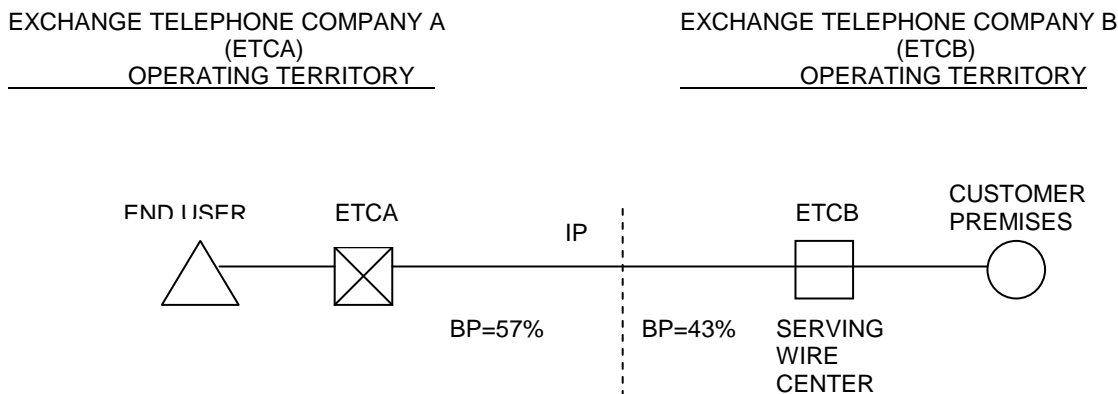 EXCHANGE TELEPHONE COMPANY A
(ETCA)
OPERATING TERRITORY
EXCHANGE TELEPHONE COMPANY B
(ETCB)
OPERATING TERRITORY
END USER
ETCA
IP
ETCB
CUSTOMER
PREMISES
BP=57%
BP=43%
SERVING
WIRE
CENTER